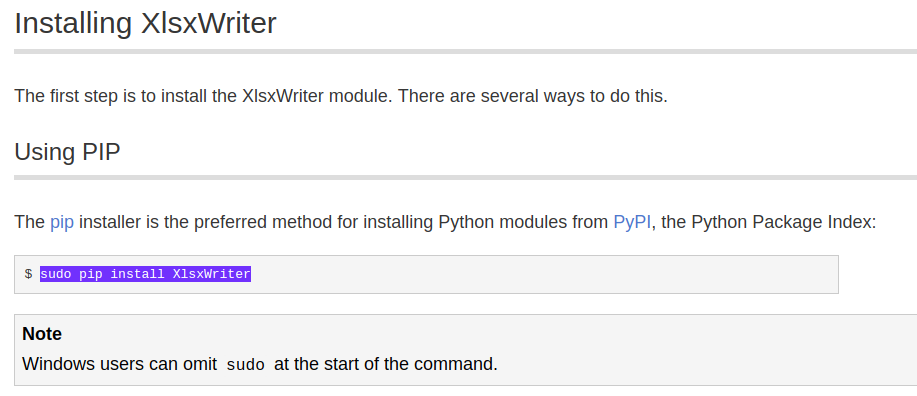 Installing XlsxWriter
The first step is to install the XlsxWriter module. There are several ways to do this.
Using PIP
The pip installer is the preferred method for installing Python modules from PyPI, the Python Package Index:
$ sudo pip install XlsxWriter
Note
Windows users can omit sudo at the start of the command.